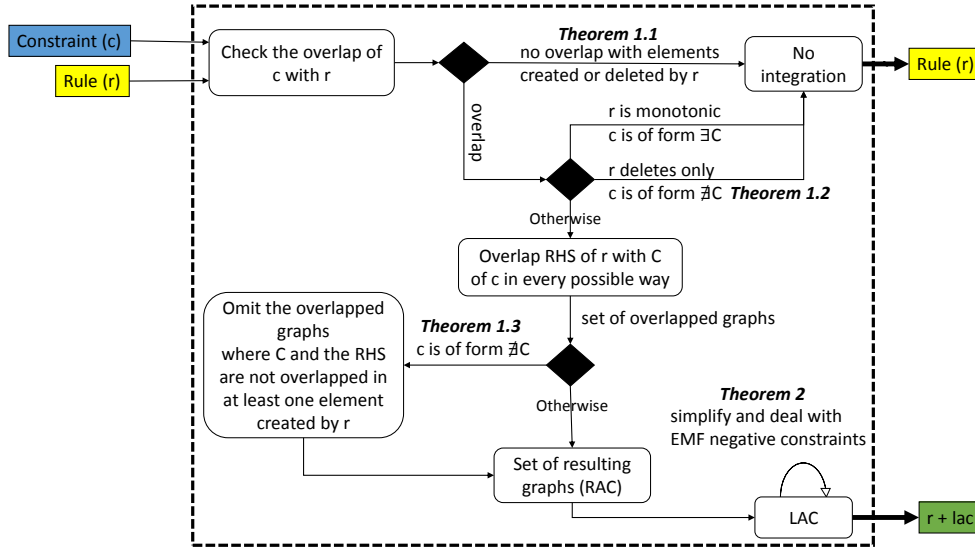 Constraint (c)
Rule (r)
Check the overlap of
c with r
Theorem 1.1
no overlap with elements
created or deleted by r
No
integration
Rule (r)
overlap
r is monotonic
c is of form ∃C
r deletes only
c is of form ∄C
Theorem 1.2
Otherwise
Overlap RHS of r with C
of c in every possible way
set of overlapped graphs
Theorem 1.3
c is of form ∄C
Omit the overlapped
graphs
where C and the RHS
are not overlapped in
at least one element
created by r
Otherwise
Theorem 2
simplify and deal with
EMF negative constraints
Set of resulting
graphs (RAC)
LAC
r + lac